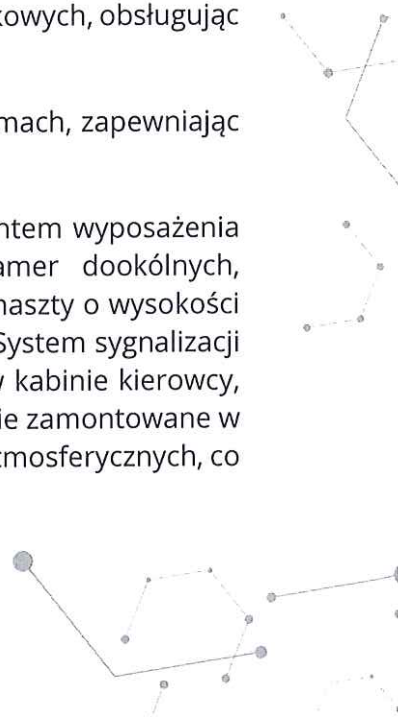 kowych, obsługując
mach, zapewniając
ntem wyposażenia
amer dookólnych,
naszty o wysokości
System sygnalizacji
v kabinie kierowcy,
ie zamontowane w
tmosferycznych, co